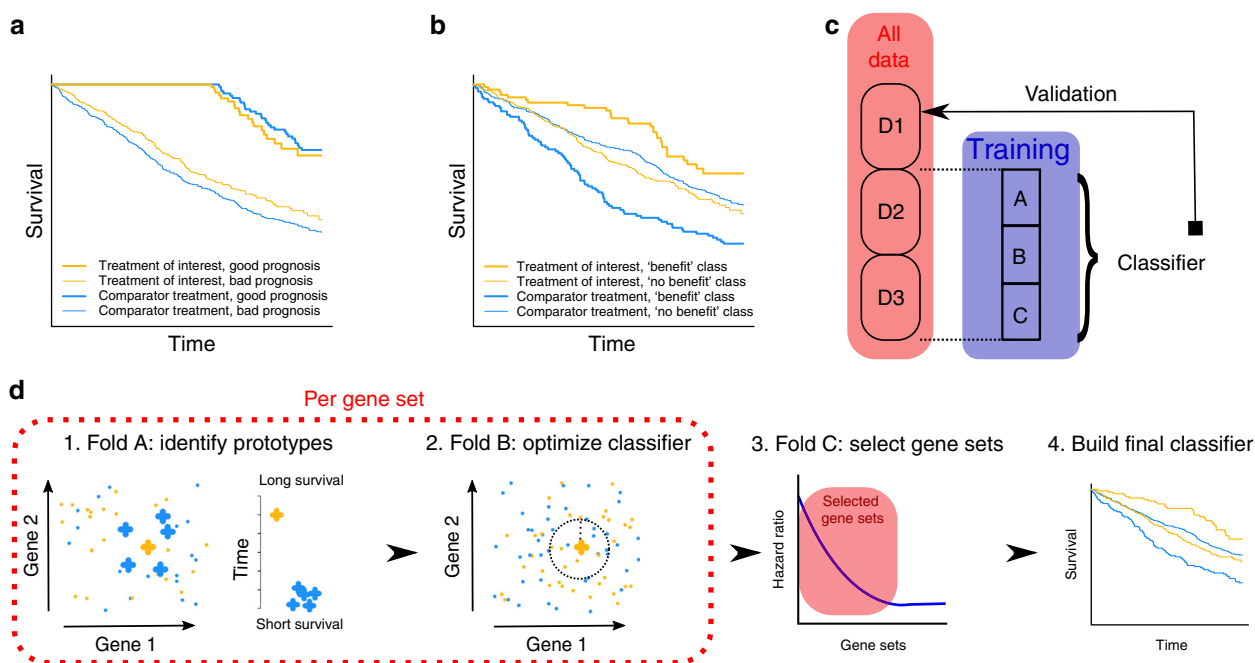 a
Survival
Treatment of interest, good prognosis
Treatment of interest, bad prognosis
Comparator treatment, good prognosis
Comparator treatment, bad prognosis
Time
b
Survival
Treatment of interest, ‘benefit’ class
Treatment of interest, ‘no benefit’ class
Comparator treatment, ‘benefit’ class
Comparator treatment, ‘no benefit’ class
Time
c
All
data
D1
D2
D3
Validation
Training
A
B
C
Classifier
d
Per gene set
1. Fold A: identify prototypes
Gene 2
Gene 1
Long survival
Time
Short survival
2. Fold B: optimize classifier
Gene 2
Gene 1
3. Fold C: select gene sets
Hazard ratio
Selected
gene sets
Gene sets
4. Build final classifier
Survival
Time